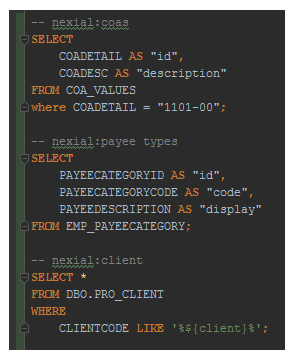 -- nexial:coas
SELECT
COADETAIL AS "id",
COADESC AS "description"
FROM COA_VALUES
where COADETAIL = "1101-00";
-- nexial:payee types
SELECT
PAYEECATEGORYID AS "id",
PAYEECATEGORYCODE AS "code",
PAYEEDESCRIPTION AS "display"
FROM EMP_PAYEECATEGORY;
-- nexial:client
SELECT *
FROM DBO.PRO_CLIENT
WHERE
CLIENTCODE LIKE '%${client}%';